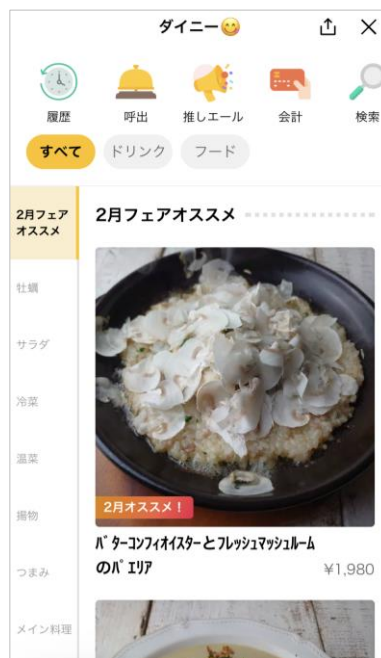 ダイニー😋
履歴
呼出
推しエール
会計
検索
すべて
ドリンク
フード
2月フェア
オススメ
牡蠣
サラダ
冷菜
温菜
揚物
つまみ
メイン料理
2月フェアオススメ
2月オススメ！
ﾊﾞﾀｰｺﾝﾌｨｵｲｽﾀｰとﾌﾚｯｼｭﾏｯｼｭﾙｰﾑ
のﾊﾟｴﾘｱ
¥1,980